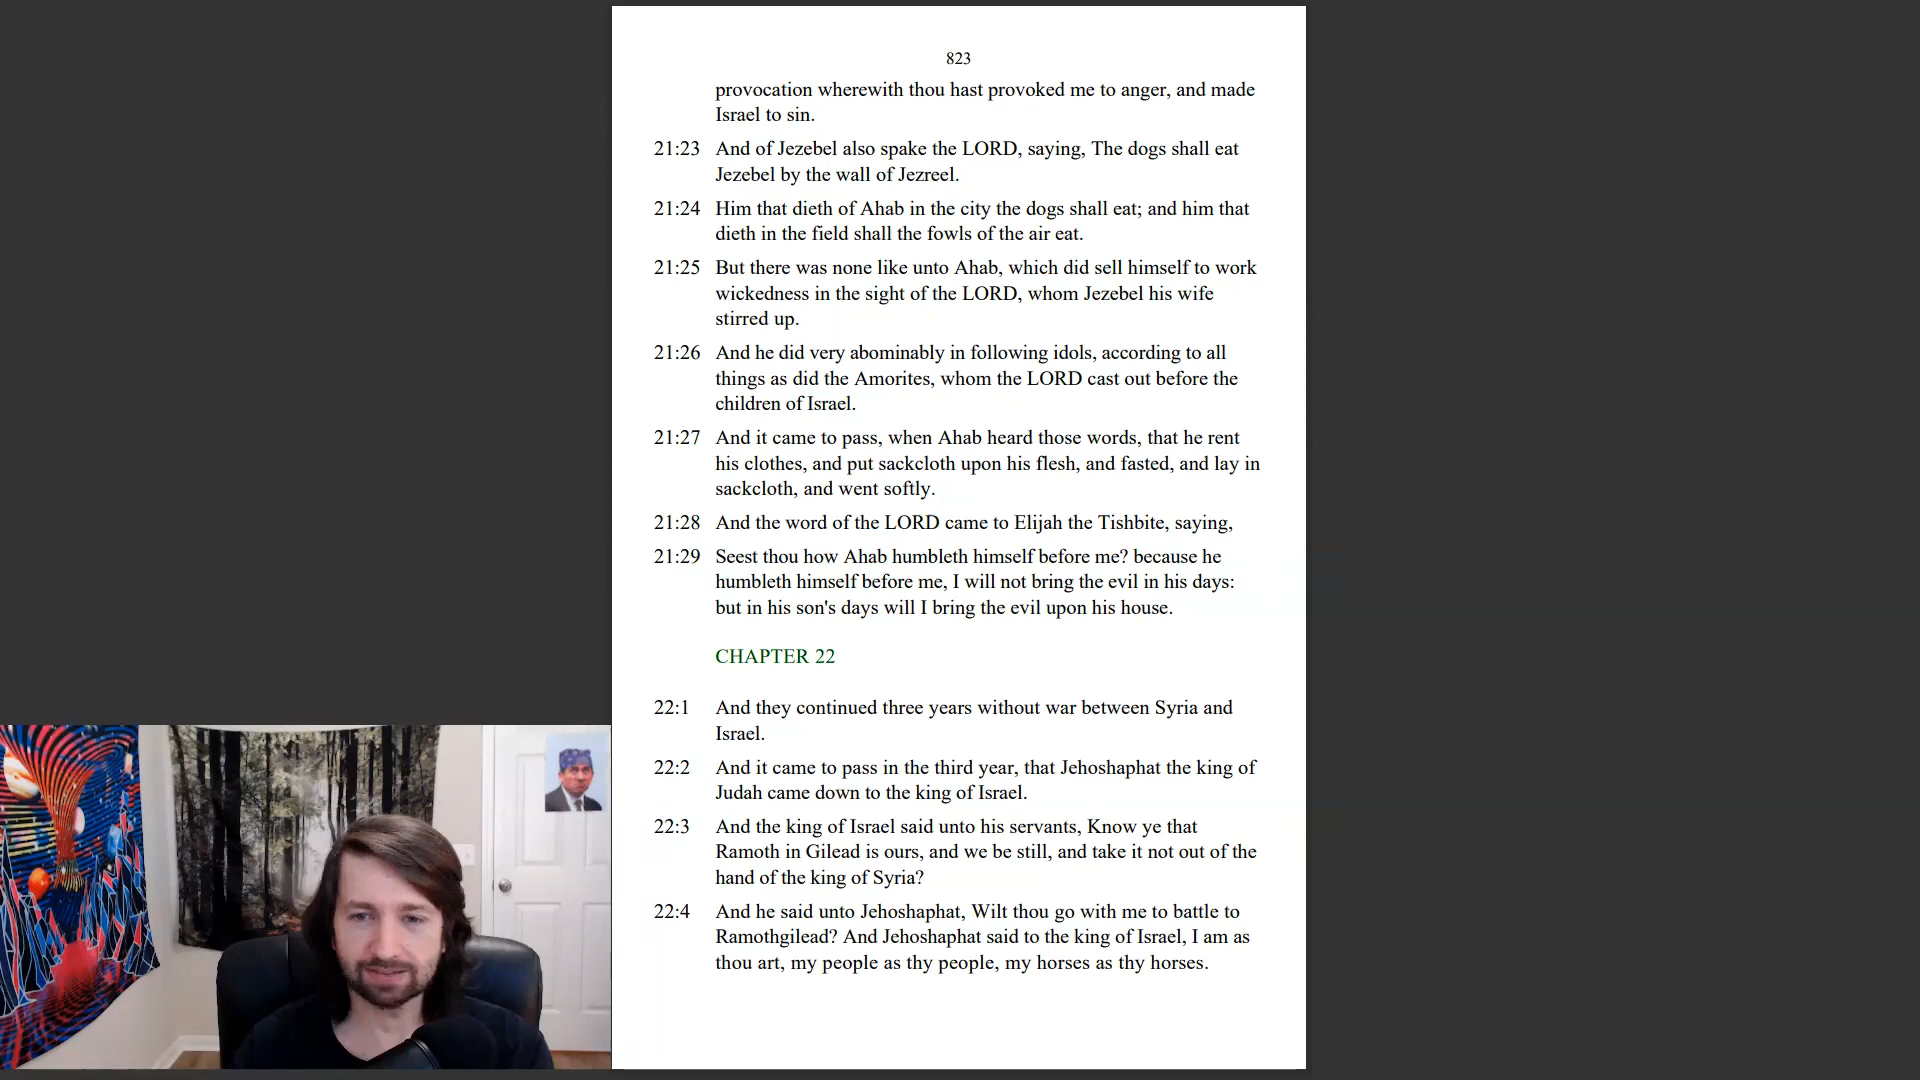 823
provocation wherewith thou hast provoked me to anger, and made
Israel to sin.
21:23 And of Jezebel also spake the LORD, saying, The dogs shall eat
Jezebel by the wall of Jezreel.
21:24 Him that dieth of Ahab in the city the dogs shall eat; and him that
dieth in the field shall the fowls of the air eat.
21:25 But there was none like unto Ahab, which did sell himself to work
wickedness in the sight of the LORD, whom Jezebel his wife
stirred up.
21:26 And he did very abominably in following idols, according to all
things as did the Amorites, whom the LORD cast out before the
children of Israel.
21:27 And it came to pass, when Ahab heard those words, that he rent
his clothes, and put sackcloth upon his flesh, and fasted, and lay in
sackcloth, and went softly.
21:28 And the word of the LORD came to Elijah the Tishbite, saying,
21:29 Seest thou how Ahab humbleth himself before me? because he
humbleth himself before me, I will not bring the evil in his days:
but in his son's days will I bring the evil upon his house.
CHAPTER 22
22:1 And they continued three years without war between Syria and
Israel.
22:2 And it came to pass in the third year, that Jehoshaphat the king of
Judah came down to the king of Israel.
22:3 And the king of Israel said unto his servants, Know ye that
Ramoth in Gilead is ours, and we be still, and take it not out of the
hand of the king of Syria?
22:4 And he said unto Jehoshaphat, Wilt thou go with me to battle to
Ramothgilead? And Jehoshaphat said to the king of Israel, I am as
thou art, my people as thy people, my horses as thy horses.